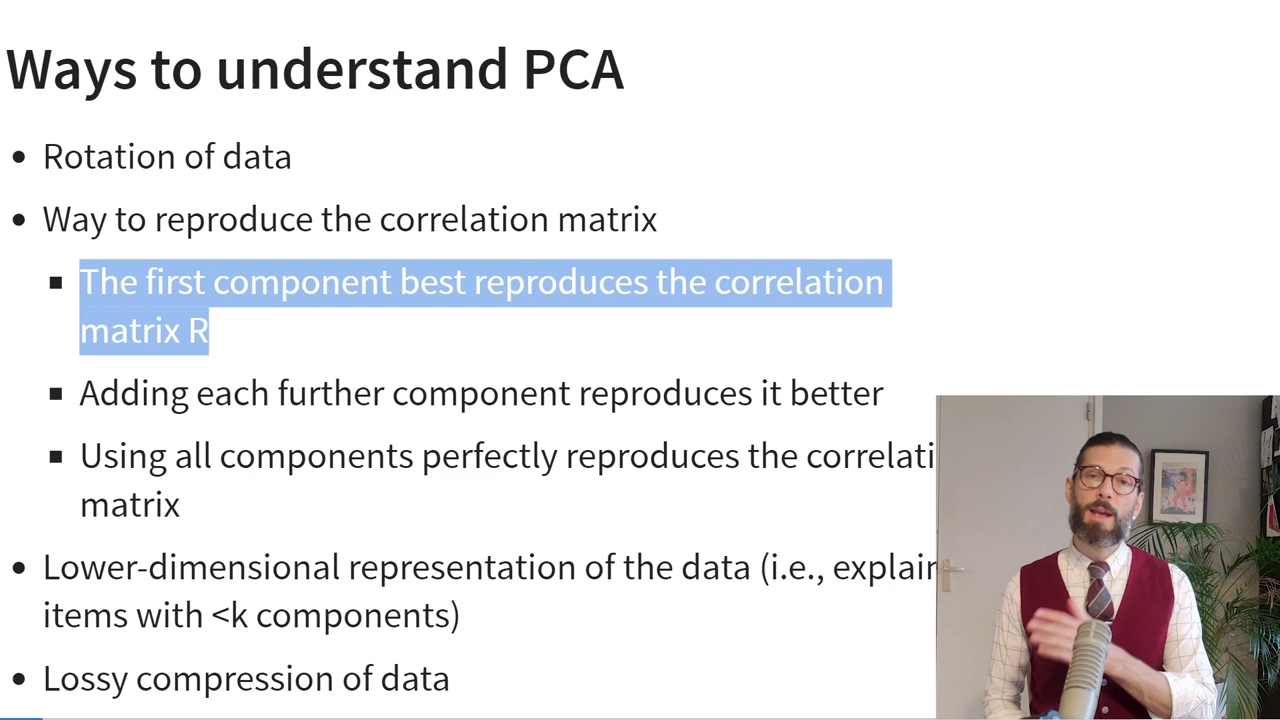 Ways to understand PCA
Rotation of data
Way to reproduce the correlation matrix
The first component best reproduces the correlation
matrix R
Adding each further component reproduces it better
Using all components perfectly reproduces the correlati
matrix
Lower-dimensional representation of the data (i.e., explain
items with <k components)
Lossy compression of data